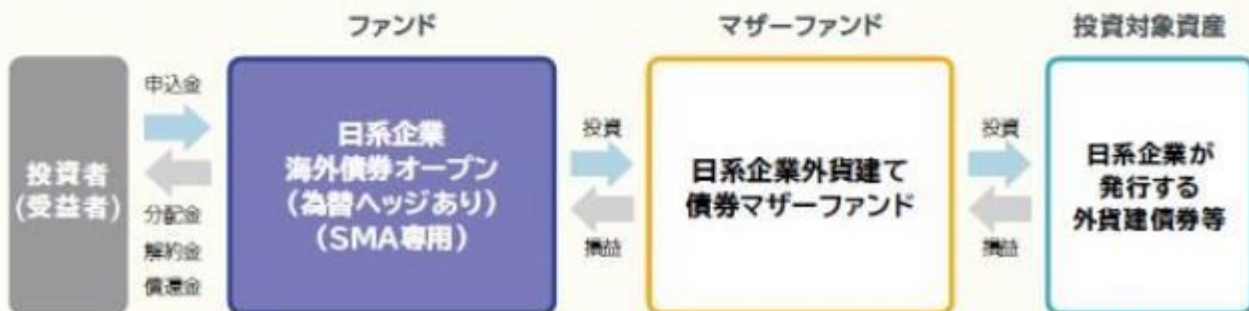 ファンド
マザーファンド
投資対象資産
投資者
(受益者)
申込金
分配金
解約金
償還金
日系企業
海外債券オープン
(為替ヘッジあり)
(SMA専用)
投資
損益
日系企業外貨建て
債券マザーファンド
投資
損益
日系企業が
発行する
外貨建債券等